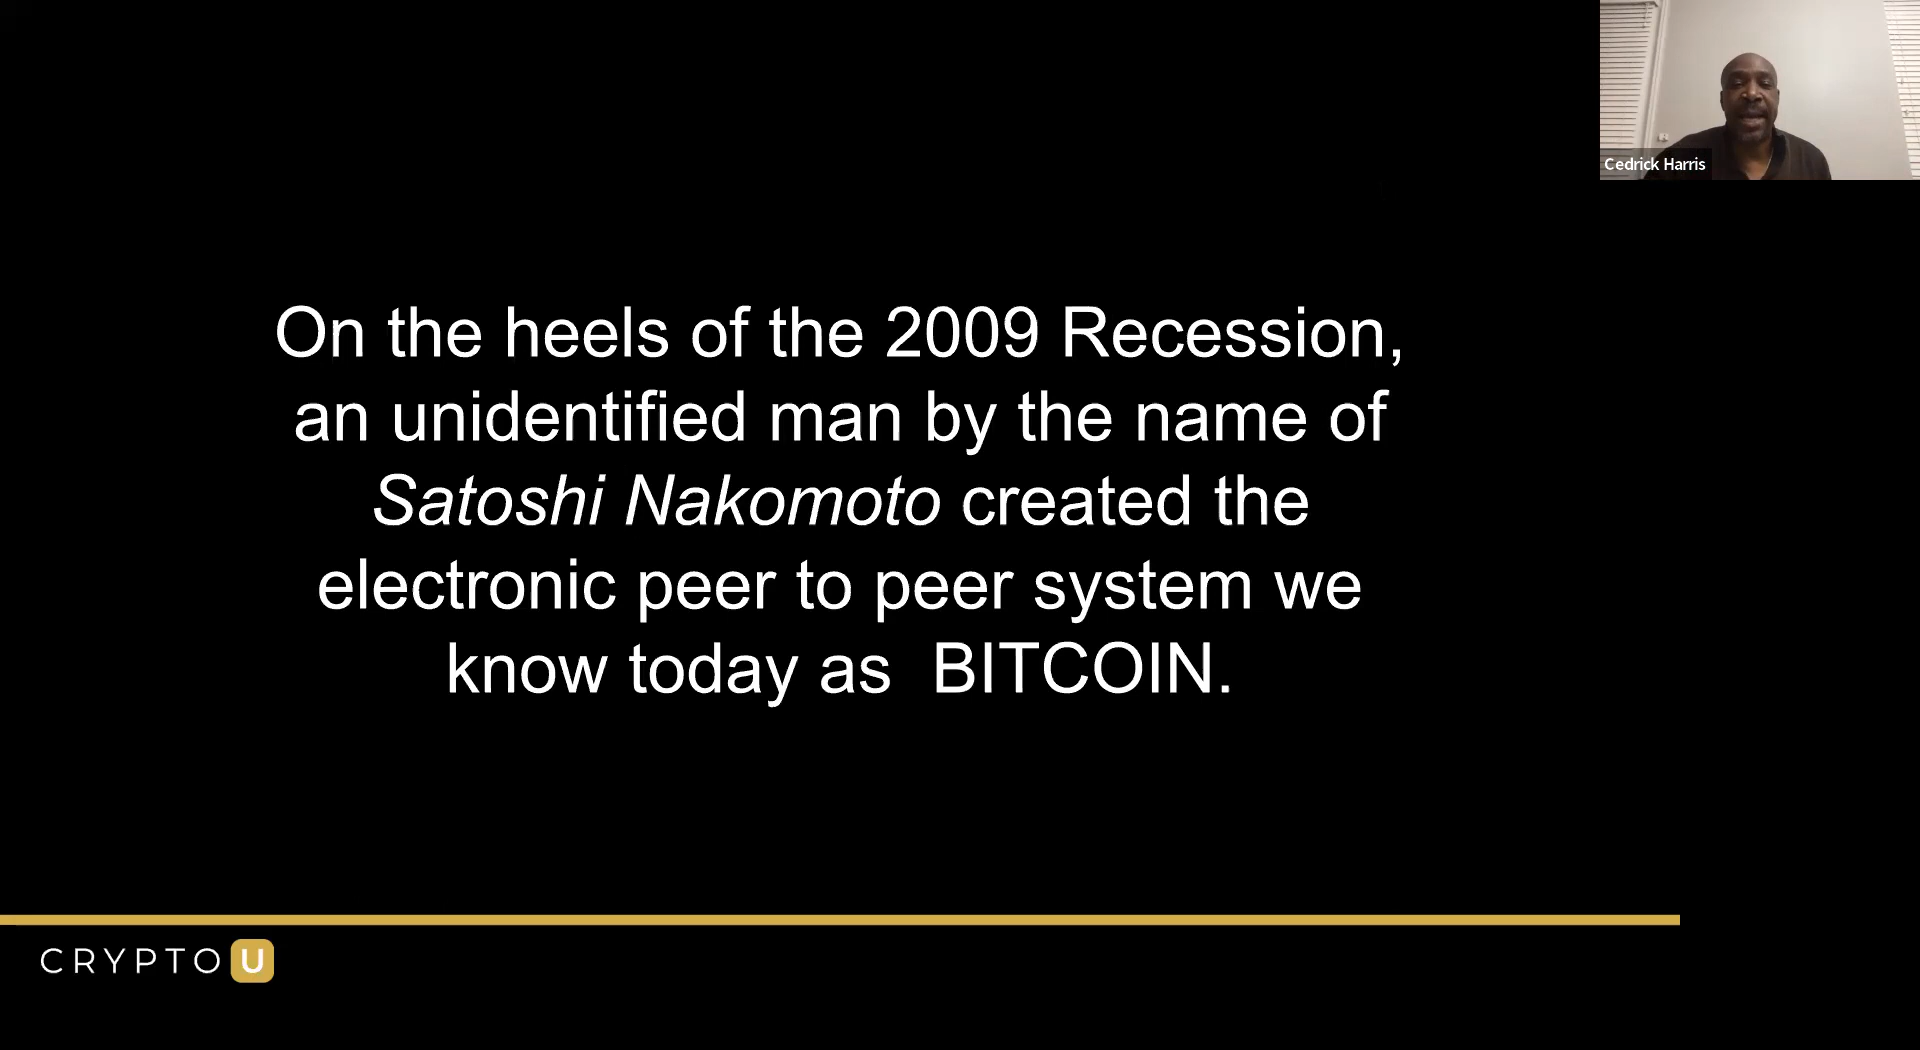 Cedrick Harris
On the heels of the 2009 Recession,
an unidentified man by the name of
Satoshi Nakomoto created the
electronic peer to peer system we
know today as  BITCOIN.
CRYPTO U